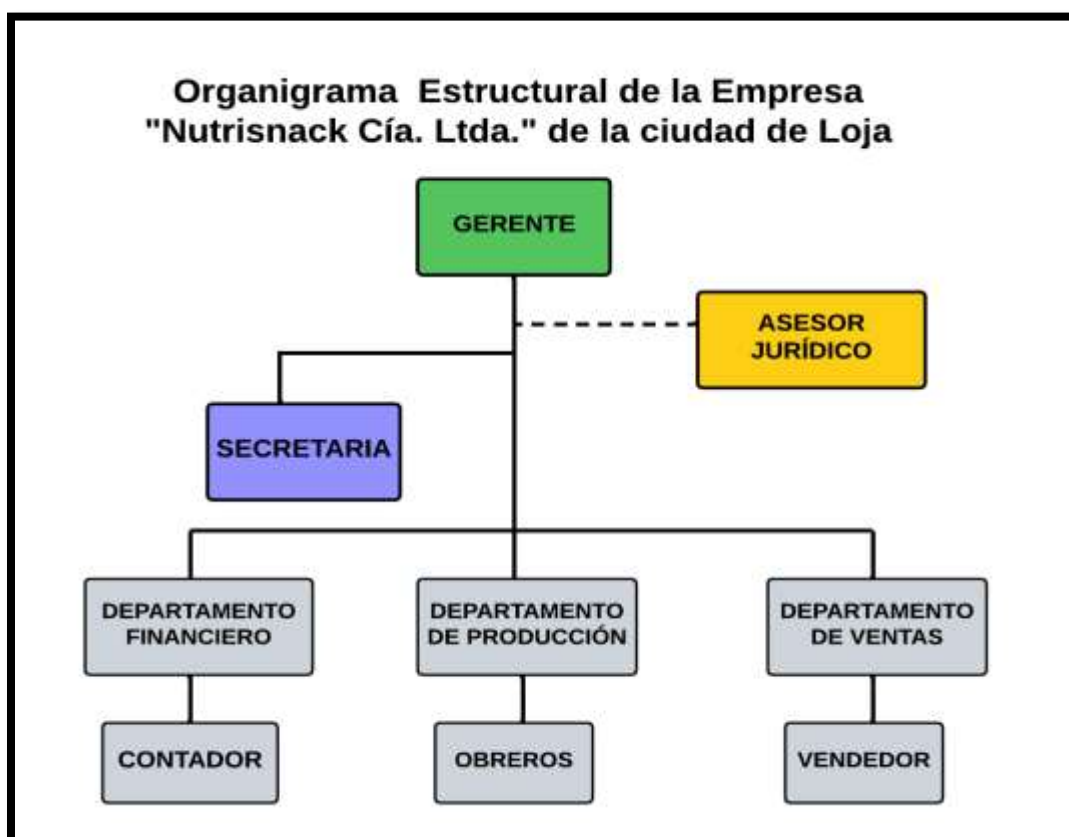 Organigrama Estructural de la Empresa
"Nutrisnack Cía. Ltda." de la ciudad de Loja
GERENTE
ASESOR
JURÍDICO
SECRETARIA
DEPARTAMENTO
FINANCIERO
DEPARTAMENTO
DE PRODUCCIÓN
DEPARTAMENTO
DE VENTAS
CONTADOR
OBREROS
VENDEDOR